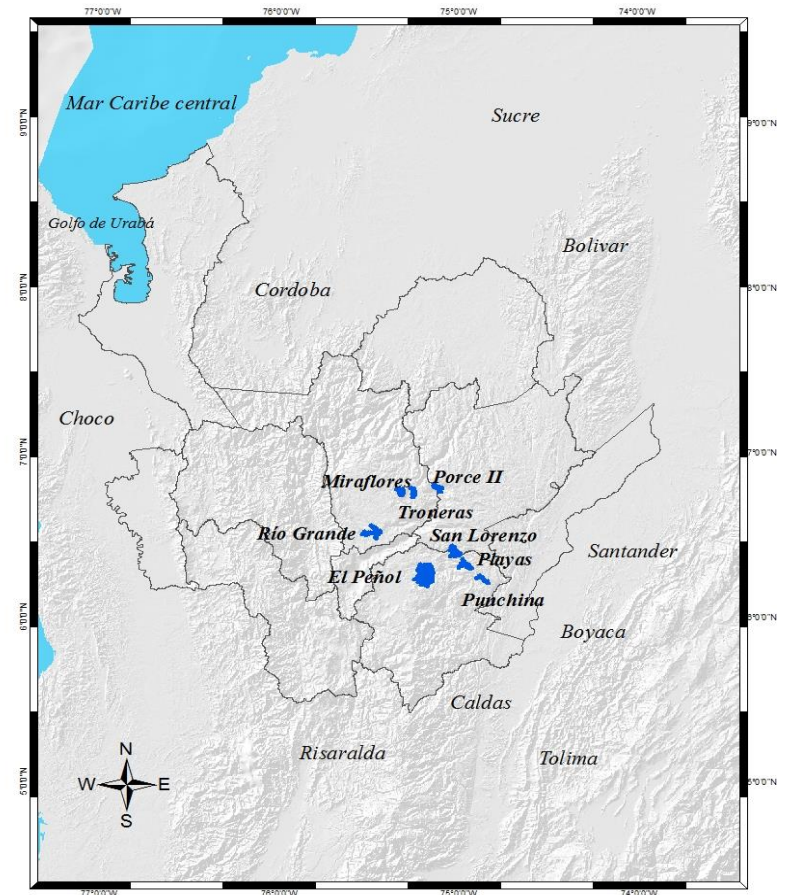 77°0'0"W 76°0'0"W 75°0'0"W 74°0'0"W
Mar Caribe central
Sucre
9°0'0"N 9°0'0"N
Golfo de Urabá
Bolivar
8°0'0"N 8°0'0"N
Cordoba
Choco
7°0'0"N 7°0'0"N
Miraflores Porce II
Troneras
Río Grande San Lorenzo
Santander
Playas
El Peñol
Punchina
6°0'0"N 6°0'0"N
Boyaca
Caldas
Risaralda Tolima
N
W E
S
5°0'0"N 5°0'0"N
77°0'0"W 76°0'0"W 75°0'0"W 74°0'0"W